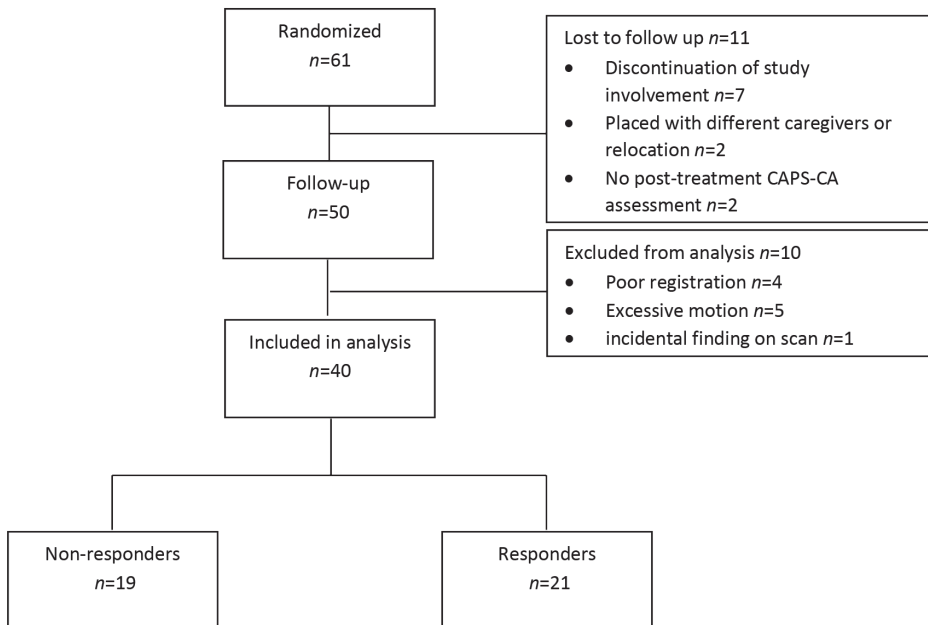 Randomized
n=61
Lost to follow up n=11
• Discontinuation of study
involvement n=7
• Placed with different caregivers or
relocation n=2
• No post-treatment CAPS-CA
assessment n=2
Follow-up
n=50
Excluded from analysis n=10
• Poor registration n=4
• Excessive motion n=5
• incidental finding on scan n=1
Included in analysis
n=40
Non-responders
n=19
Responders
n=21